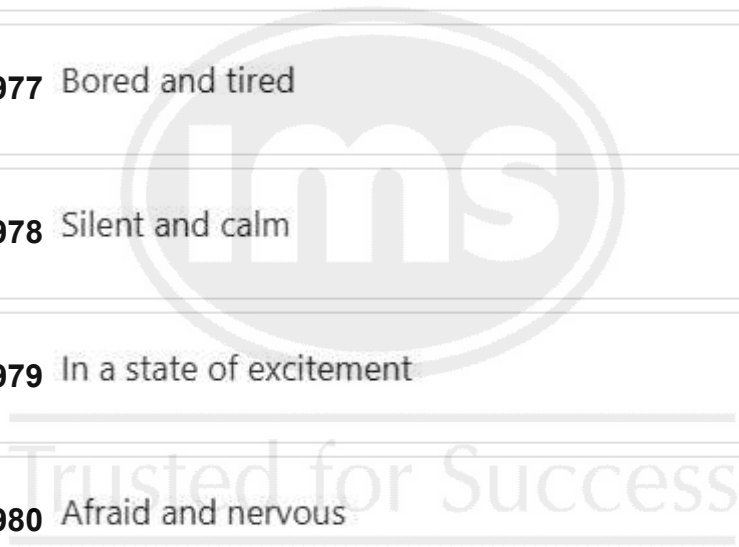 977 Bored and tired
ims
978 Silent and calm
979 In a state of excitement
Trusted for Success
980 Afraid and nervous